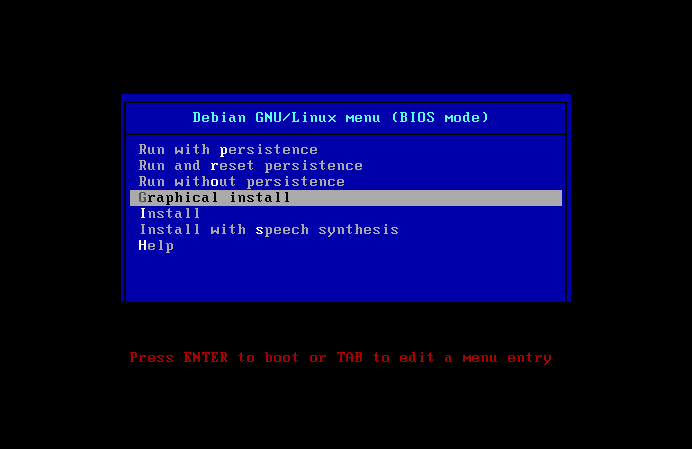 Debian GNU/Linux menu (BIOS mode)
Run with persistence
Run and reset persistence
Run without persistence
Graphical install
Install
Install with speech synthesis
Help
Press ENTER to boot or TAB to edit a menu entry